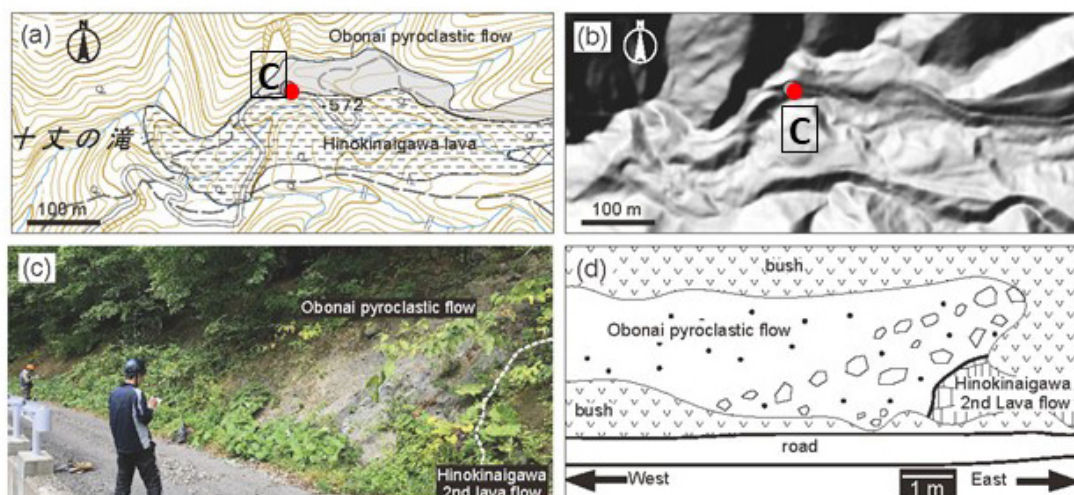 (a)
N
Obonai pyroclastic flow
C
572
十丈の滝
Hinokinaigawa lava
100 m
(b)
N
C
100 m
(c)
Obonai pyroclastic flow
Hinokinaigawa
2nd lava flow
(d)
bush
Obonai pyroclastic flow
Hinokinaigawa
2nd Lava flow
bush
road
West
1 m
East